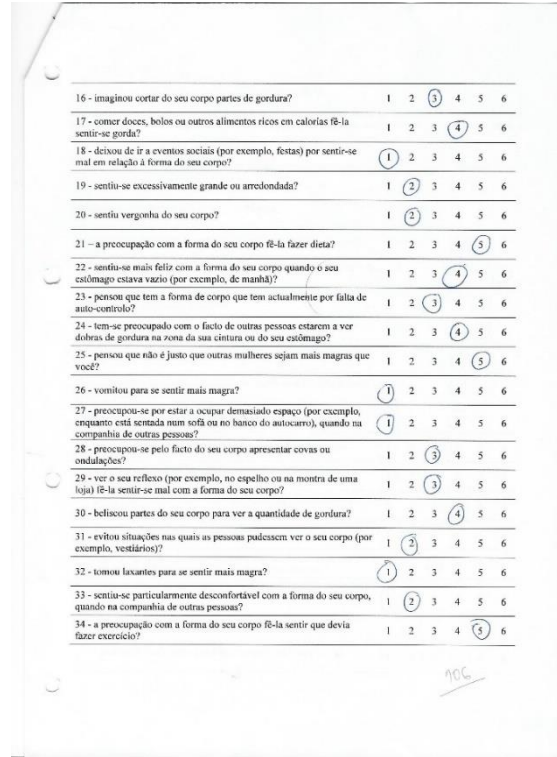 16 - imaginou cortar do seu corpo partes de gordura? 1 2 3 4 5 6
17 - comer doces, bolos ou outros alimentos ricos em calorias fê-la
sentir-se gorda? 1 2 3 4 5 6
18 - deixou de ir a eventos sociais (por exemplo, festas) por sentir-se
mal em relação à forma do seu corpo? 1 2 3 4 5 6
19 - sentiu-se excessivamente grande ou arredondada? 1 2 3 4 5 6
20 - sentiu vergonha do seu corpo? 1 2 3 4 5 6
21 – a preocupação com a forma do seu corpo fê-la fazer dieta? 1 2 3 4 5 6
22 - sentiu-se mais feliz com a forma do seu corpo quando o seu
estômago estava vazio (por exemplo, de manhã)? 1 2 3 4 5 6
23 - pensou que tem a forma de corpo que tem actualmente por falta de
auto-controlo? 1 2 3 4 5 6
24 - tem-se preocupado com o facto de outras pessoas estarem a ver
dobras de gordura na zona da sua cintura ou do seu estômago? 1 2 3 4 5 6
25 - pensou que não é justo que outras mulheres sejam mais magras que
você? 1 2 3 4 5 6
26 - vomitou para se sentir mais magra? 1 2 3 4 5 6
27 - preocupou-se por estar a ocupar demasiado espaço (por exemplo,
enquanto está sentada num sofá ou no banco do autocarro), quando na
companhia de outras pessoas? 1 2 3 4 5 6
28 - preocupou-se pelo facto do seu corpo apresentar covas ou
ondulações? 1 2 3 4 5 6
29 - ver o seu reflexo (por exemplo, no espelho ou na montra de uma
loja) fê-la sentir-se mal com a forma do seu corpo? 1 2 3 4 5 6
30 - beliscou partes do seu corpo para ver a quantidade de gordura? 1 2 3 4 5 6
31 - evitou situações nas quais as pessoas pudessem ver o seu corpo (por
exemplo, vestiários)? 1 2 3 4 5 6
32 - tomou laxantes para se sentir mais magra? 1 2 3 4 5 6
33 - sentiu-se particularmente desconfortável com a forma do seu corpo,
quando na companhia de outras pessoas? 1 2 3 4 5 6
34 - a preocupação com a forma do seu corpo fê-la sentir que devia
fazer exercício? 1 2 3 4 5 6
106